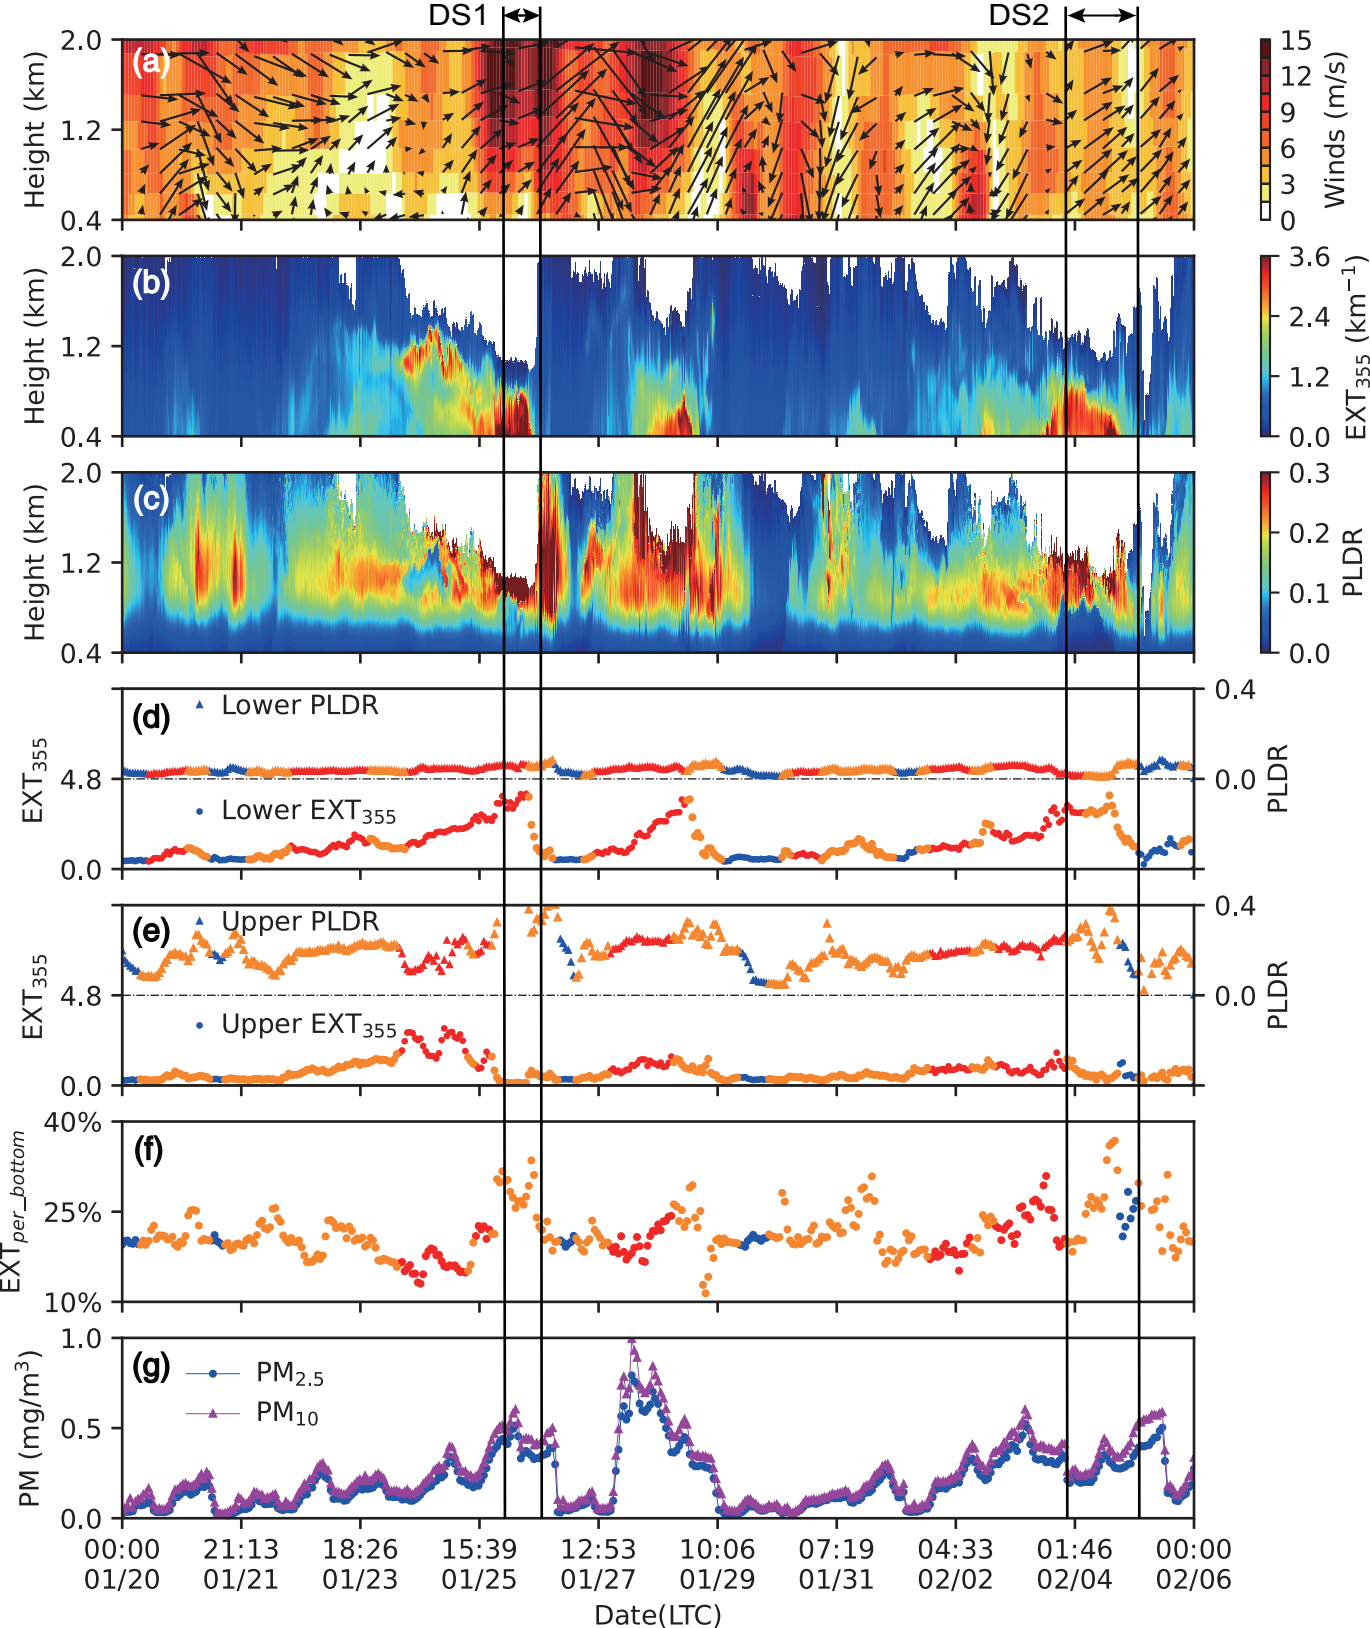 DS1 DS2
(a)
Height (km)
2.0
1.2
0.4
15
12
9
6
3
0
Winds (m/s)
(b)
Height (km)
2.0
1.2
0.4
3.6
2.4
1.2
0.0
EXT355 (km−1)
(c)
Height (km)
2.0
1.2
0.4
0.3
0.2
0.1
0.0
PLDR
(d)
Lower PLDR
Lower EXT355
EXT355
4.8
0.0
0.4
0.0
PLDR
(e)
Upper PLDR
Upper EXT355
EXT355
4.8
0.0
0.4
0.0
PLDR
(f)
EXTper_bottom
40%
25%
10%
(g)
PM2.5
PM10
PM (mg/m3)
1.0
0.5
0.0
00:00 21:13 18:26 15:39 12:53 10:06 07:19 04:33 01:46 00:00
01/20 01/21 01/23 01/25 01/27 01/29 01/31 02/02 02/04 02/06
Date(LTC)